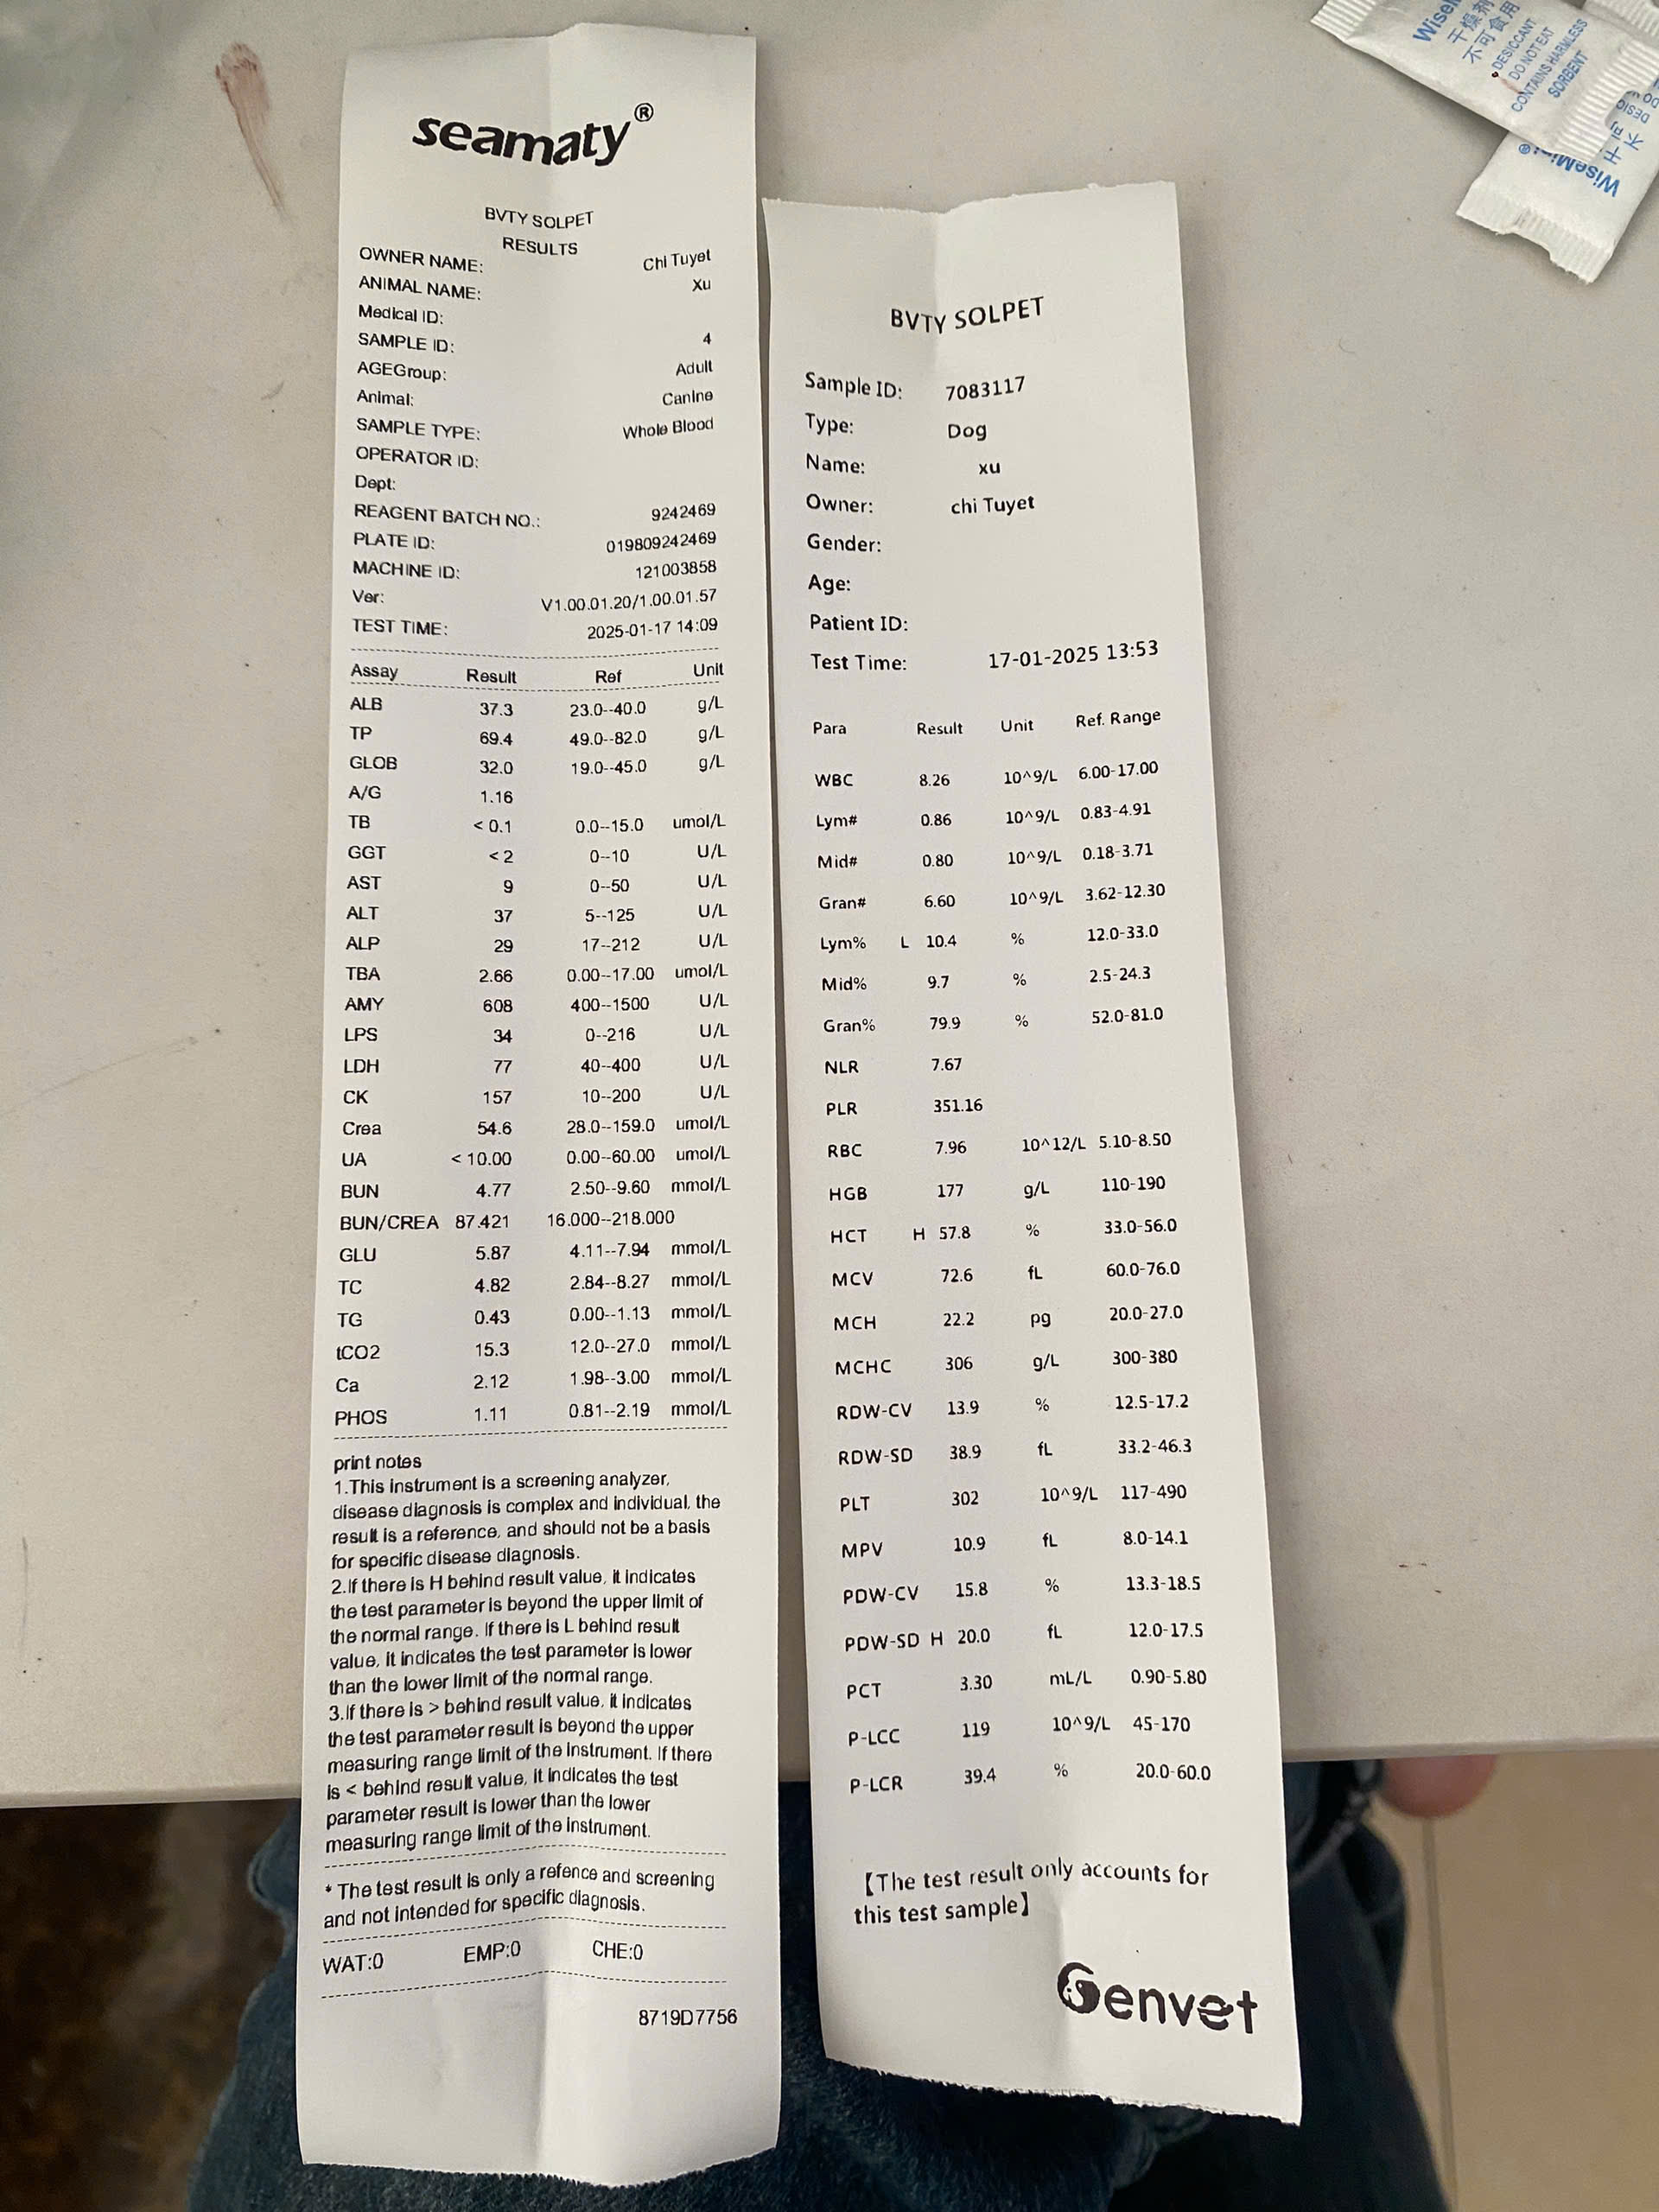 seamaty®
BVTY SOLPET
RESULTS
OWNER NAME: Chi Tuyet
ANIMAL NAME: Xu
Medical ID:
SAMPLE ID: 4
AGEGroup: Adult
Animal: Canine
SAMPLE TYPE: Whole Blood
OPERATOR ID:
Dept:
REAGENT BATCH NO.: 9242469
PLATE ID: 019809242469
MACHINE ID: 121003858
Ver: V1.00.01.20/1.00.01.57
TEST TIME: 2025-01-17 14:09
Assay Result Ref Unit
ALB 37.3 23.0--40.0 g/L
TP 69.4 49.0--82.0 g/L
GLOB 32.0 19.0--45.0 g/L
A/G 1.16
TB < 0.1 0.0--15.0 umol/L
GGT < 2 0--10 U/L
AST 9 0--50 U/L
ALT 37 5--125 U/L
ALP 29 17--212 U/L
TBA 2.66 0.00--17.00 umol/L
AMY 608 400--1500 U/L
LPS 34 0--216 U/L
LDH 77 40--400 U/L
CK 157 10--200 U/L
Crea 54.6 28.0--159.0 umol/L
UA < 10.00 0.00--60.00 umol/L
BUN 4.77 2.50--9.60 mmol/L
BUN/CREA 87.421 16.000--218.000
GLU 5.87 4.11--7.94 mmol/L
TC 4.82 2.84--8.27 mmol/L
TG 0.43 0.00--1.13 mmol/L
tCO2 15.3 12.0--27.0 mmol/L
Ca 2.12 1.98--3.00 mmol/L
PHOS 1.11 0.81--2.19 mmol/L
print notes
1.This instrument is a screening analyzer,
disease diagnosis is complex and individual, the
result is a reference, and should not be a basis
for specific disease diagnosis.
2.If there is H behind result value, it indicates
the test parameter is beyond the upper limit of
the normal range. If there is L behind result
value, it indicates the test parameter is lower
than the lower limit of the normal range.
3.If there is > behind result value, it indicates
the test parameter result is beyond the upper
measuring range limit of the instrument. If there
is < behind result value, it indicates the test
parameter result is lower than the lower
measuring range limit of the instrument.
* The test result is only a refence and screening
and not intended for specific diagnosis.
WAT:0 EMP:0 CHE:0
8719D7756
BVTY SOLPET
Sample ID: 7083117
Type: Dog
Name: xu
Owner: chi Tuyet
Gender:
Age:
Patient ID:
Test Time: 17-01-2025 13:53
Para Result Unit Ref. Range
WBC 8.26 10^9/L 6.00-17.00
Lym# 0.86 10^9/L 0.83-4.91
Mid# 0.80 10^9/L 0.18-3.71
Gran# 6.60 10^9/L 3.62-12.30
Lym% L 10.4 % 12.0-33.0
Mid% 9.7 % 2.5-24.3
Gran% 79.9 % 52.0-81.0
NLR 7.67
PLR 351.16
RBC 7.96 10^12/L 5.10-8.50
HGB 177 g/L 110-190
HCT H 57.8 % 33.0-56.0
MCV 72.6 fL 60.0-76.0
MCH 22.2 pg 20.0-27.0
MCHC 306 g/L 300-380
RDW-CV 13.9 % 12.5-17.2
RDW-SD 38.9 fL 33.2-46.3
PLT 302 10^9/L 117-490
MPV 10.9 fL 8.0-14.1
PDW-CV 15.8 % 13.3-18.5
PDW-SD H 20.0 fL 12.0-17.5
PCT 3.30 mL/L 0.90-5.80
P-LCC 119 10^9/L 45-170
P-LCR 39.4 % 20.0-60.0
【The test result only accounts for
this test sample】
Genvet
干燥剂
不可食用
DESICCANT
DO NOT EAT
CONTAINS HARMLESS
SORBENT
WiseMini®